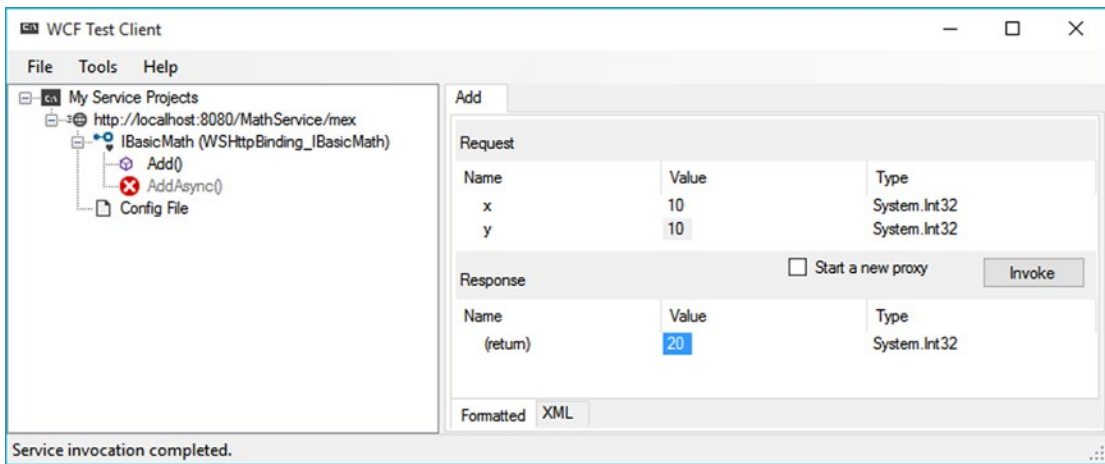 WCF Test Client
File Tools Help
My Service Projects
http://localhost:8080/MathService/mex
IBasicMath (WSHttpBinding_IBasicMath)
Add()
AddAsync()
Config File
Add
Request
Name Value Type
x 10 System.Int32
y 10 System.Int32
Response Start a new proxy Invoke
Name Value Type
(return) 20 System.Int32
Formatted XML
Service invocation completed.